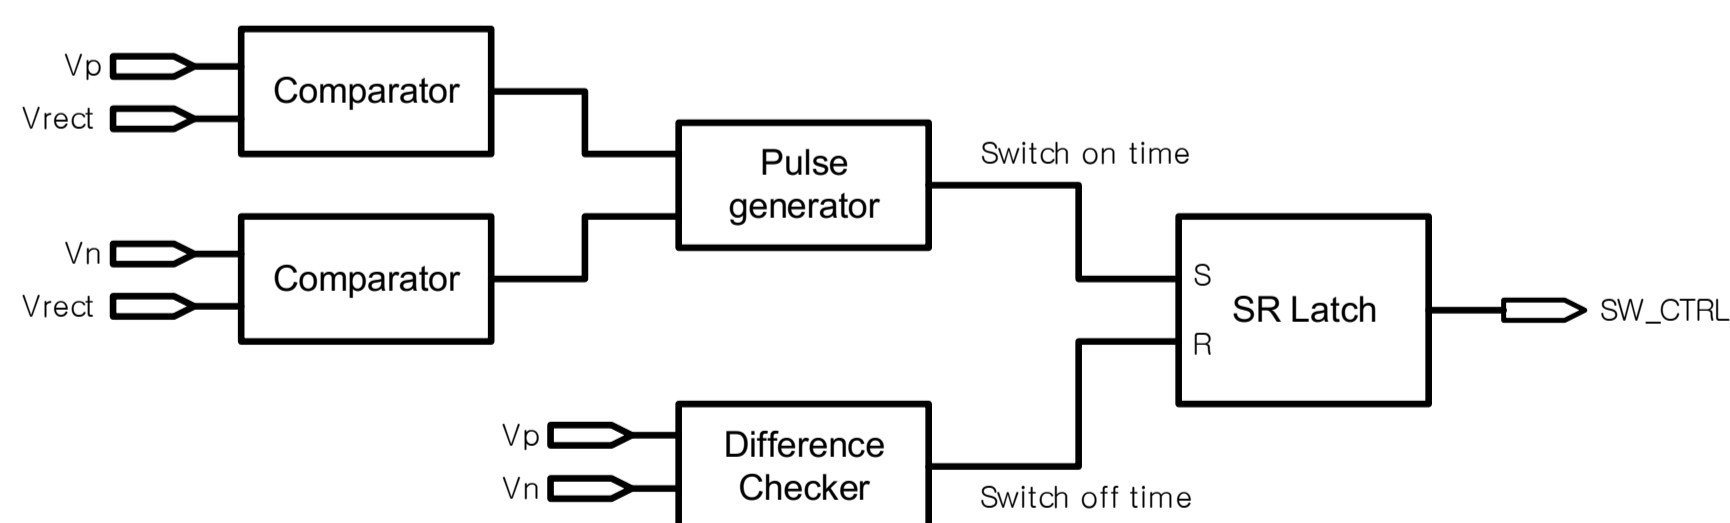 Vp
Vrect
Comparator
Vn
Vrect
Comparator
Pulse
generator
Switch on time
S
R
SR Latch
SW_CTRL
Vp
Vn
Difference
Checker
Switch off time